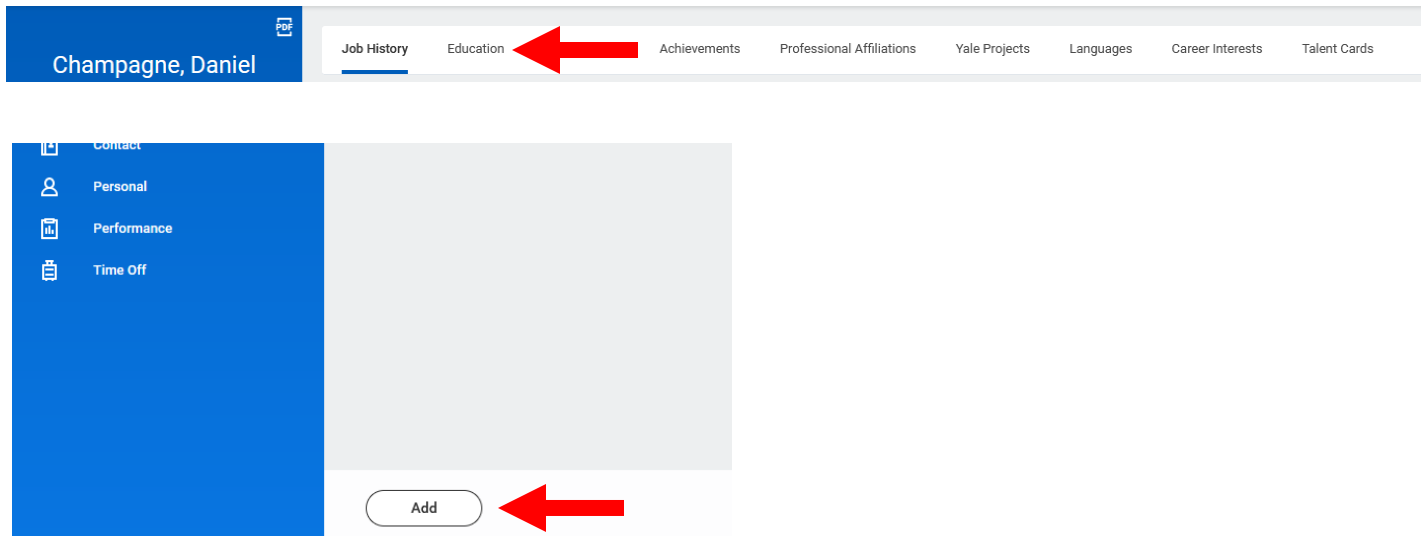 PDF
Champagne, Daniel
Job History Education Achievements Professional Affiliations Yale Projects Languages Career Interests Talent Cards
Contact
Personal
Performance
Time Off
Add